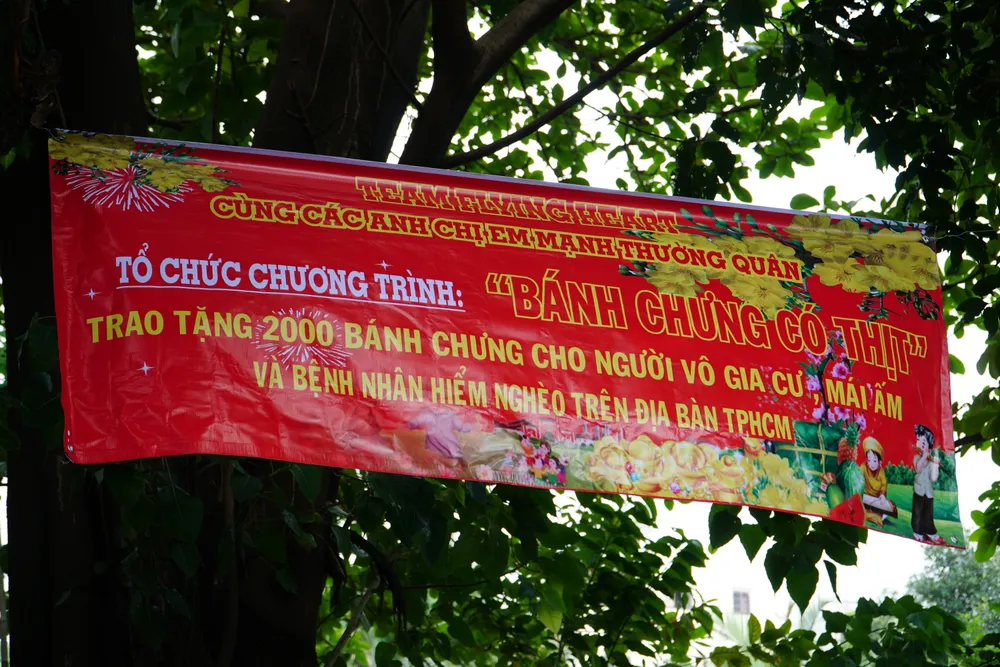 TEAM FLYING HEART
CÙNG CÁC ANH CHỊ EM MẠNH THƯỜNG QUÂN
TỔ CHỨC CHƯƠNG TRÌNH: "BÁNH CHƯNG CÓ THỊT"
TRAO TẶNG 2000 BÁNH CHƯNG CHO NGƯỜI VÔ GIA CƯ, MÁI ẤM
VÀ BỆNH NHÂN HIỂM NGHÈO TRÊN ĐỊA BÀN TPHCM